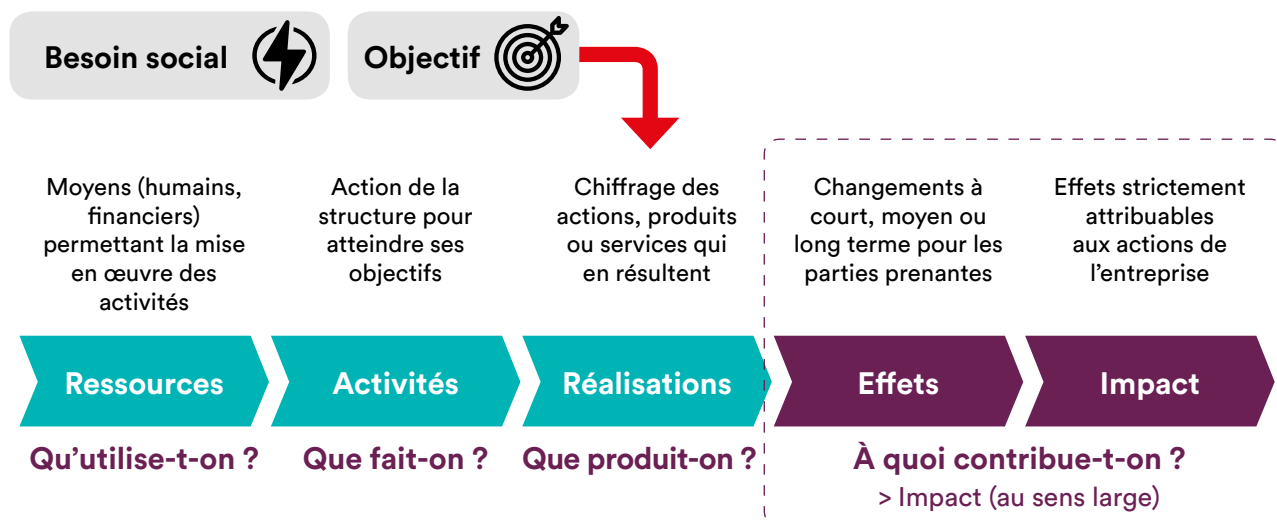 Besoin social
Objectif
Moyens (humains,
financiers)
permettant la mise
en œuvre des
activités
Action de la
structure pour
atteindre ses
objectifs
Chiffrage des
actions, produits
ou services qui
en résultent
Changements à
court, moyen ou
long terme pour les
parties prenantes
Effets strictement
attribuables
aux actions de
l’entreprise
Ressources
Activités
Réalisations
Effets
Impact
Qu’utilise-t-on ?
Que fait-on ?
Que produit-on ?
À quoi contribue-t-on ?
> Impact (au sens large)